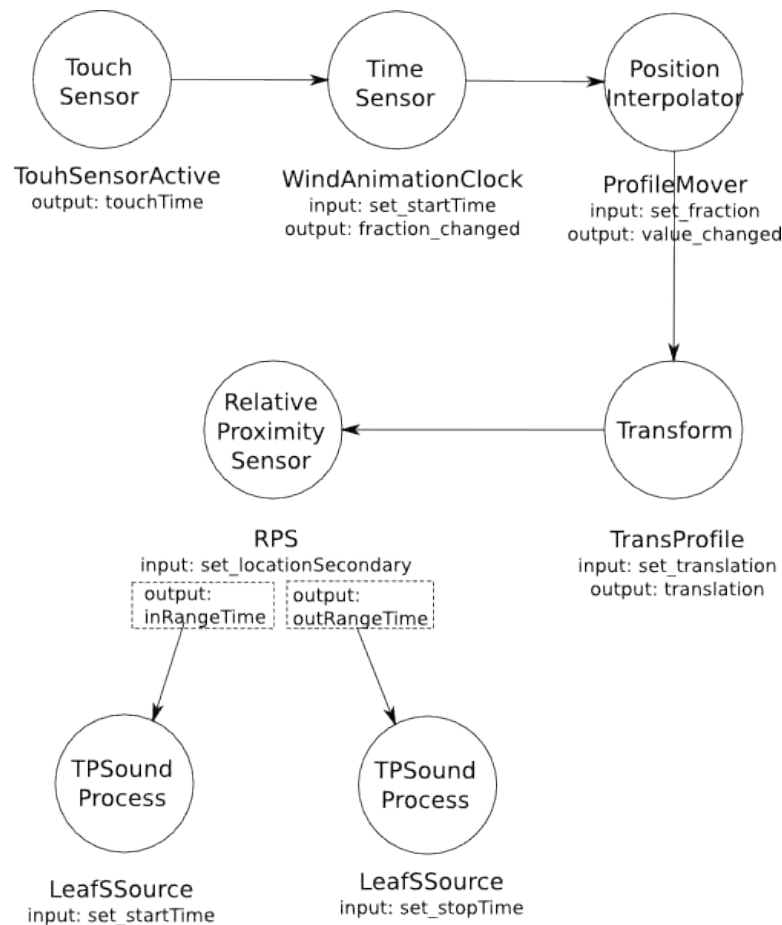 Touch
Sensor
Time
Sensor
Position
Interpolator
TouhSensorActive
output: touchTime
WindAnimationClock
input: set_startTime
output: fraction_changed
ProfileMover
input: set_fraction
output: value_changed
Relative
Proximity
Sensor
Transform
RPS
input: set_locationSecondary
output:
inRangeTime
output:
outRangeTime
TransProfile
input: set_translation
output: translation
TPSound
Process
TPSound
Process
LeafSSource
input: set_startTime
LeafSSource
input: set_stopTime